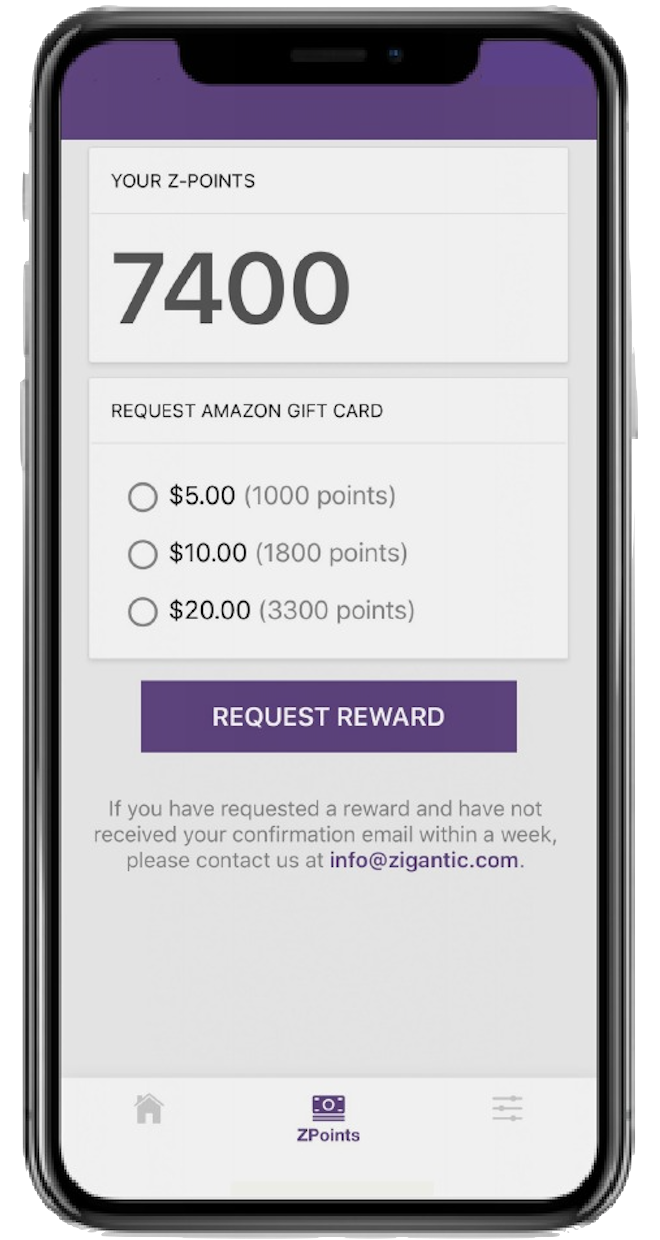 YOUR Z-POINTS
7400
REQUEST AMAZON GIFT CARD
$5.00 (1000 points)
$10.00 (1800 points)
$20.00 (3300 points)
REQUEST REWARD
If you have requested a reward and have not
received your confirmation email within a week,
please contact us at info@zigantic.com.
ZPoints